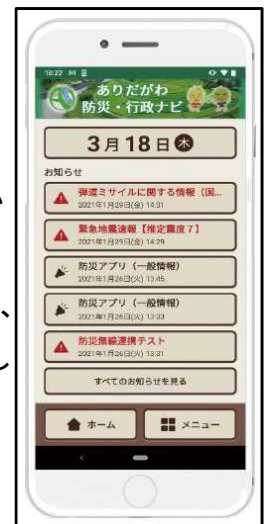 18:22
ありだがわ
防災・行政ナビ
3月18日 木
お知らせ
弾道ミサイルに関する情報（国...
2021年1月29日(金) 14:31
緊急地震速報【推定震度７】
2021年1月29日(金) 14:29
防災アプリ（一般情報）
2021年1月26日(火) 13:45
防災アプリ（一般情報）
2021年1月26日(火) 13:33
防災無線連携テスト
2021年1月26日(火) 13:31
すべてのお知らせを見る
ホーム
メニュー
い
、
し